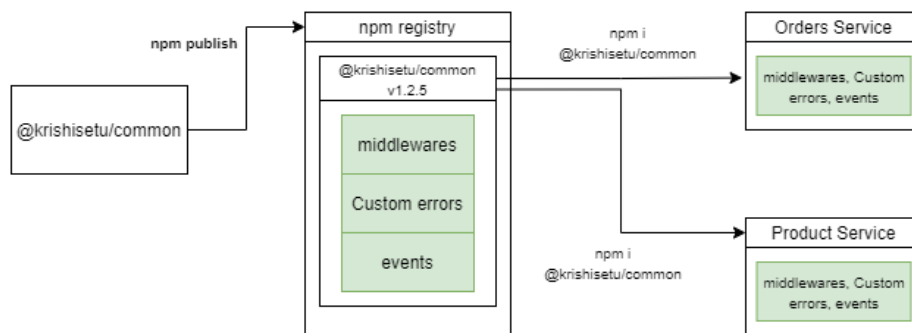 @krishisetu/common
npm publish
npm registry
@krishisetu/common
v1.2.5
middlewares
Custom errors
events
npm i
@krishisetu/common
Orders Service
middlewares, Custom
errors, events
npm i
@krishisetu/common
Product Service
middlewares, Custom
errors, events